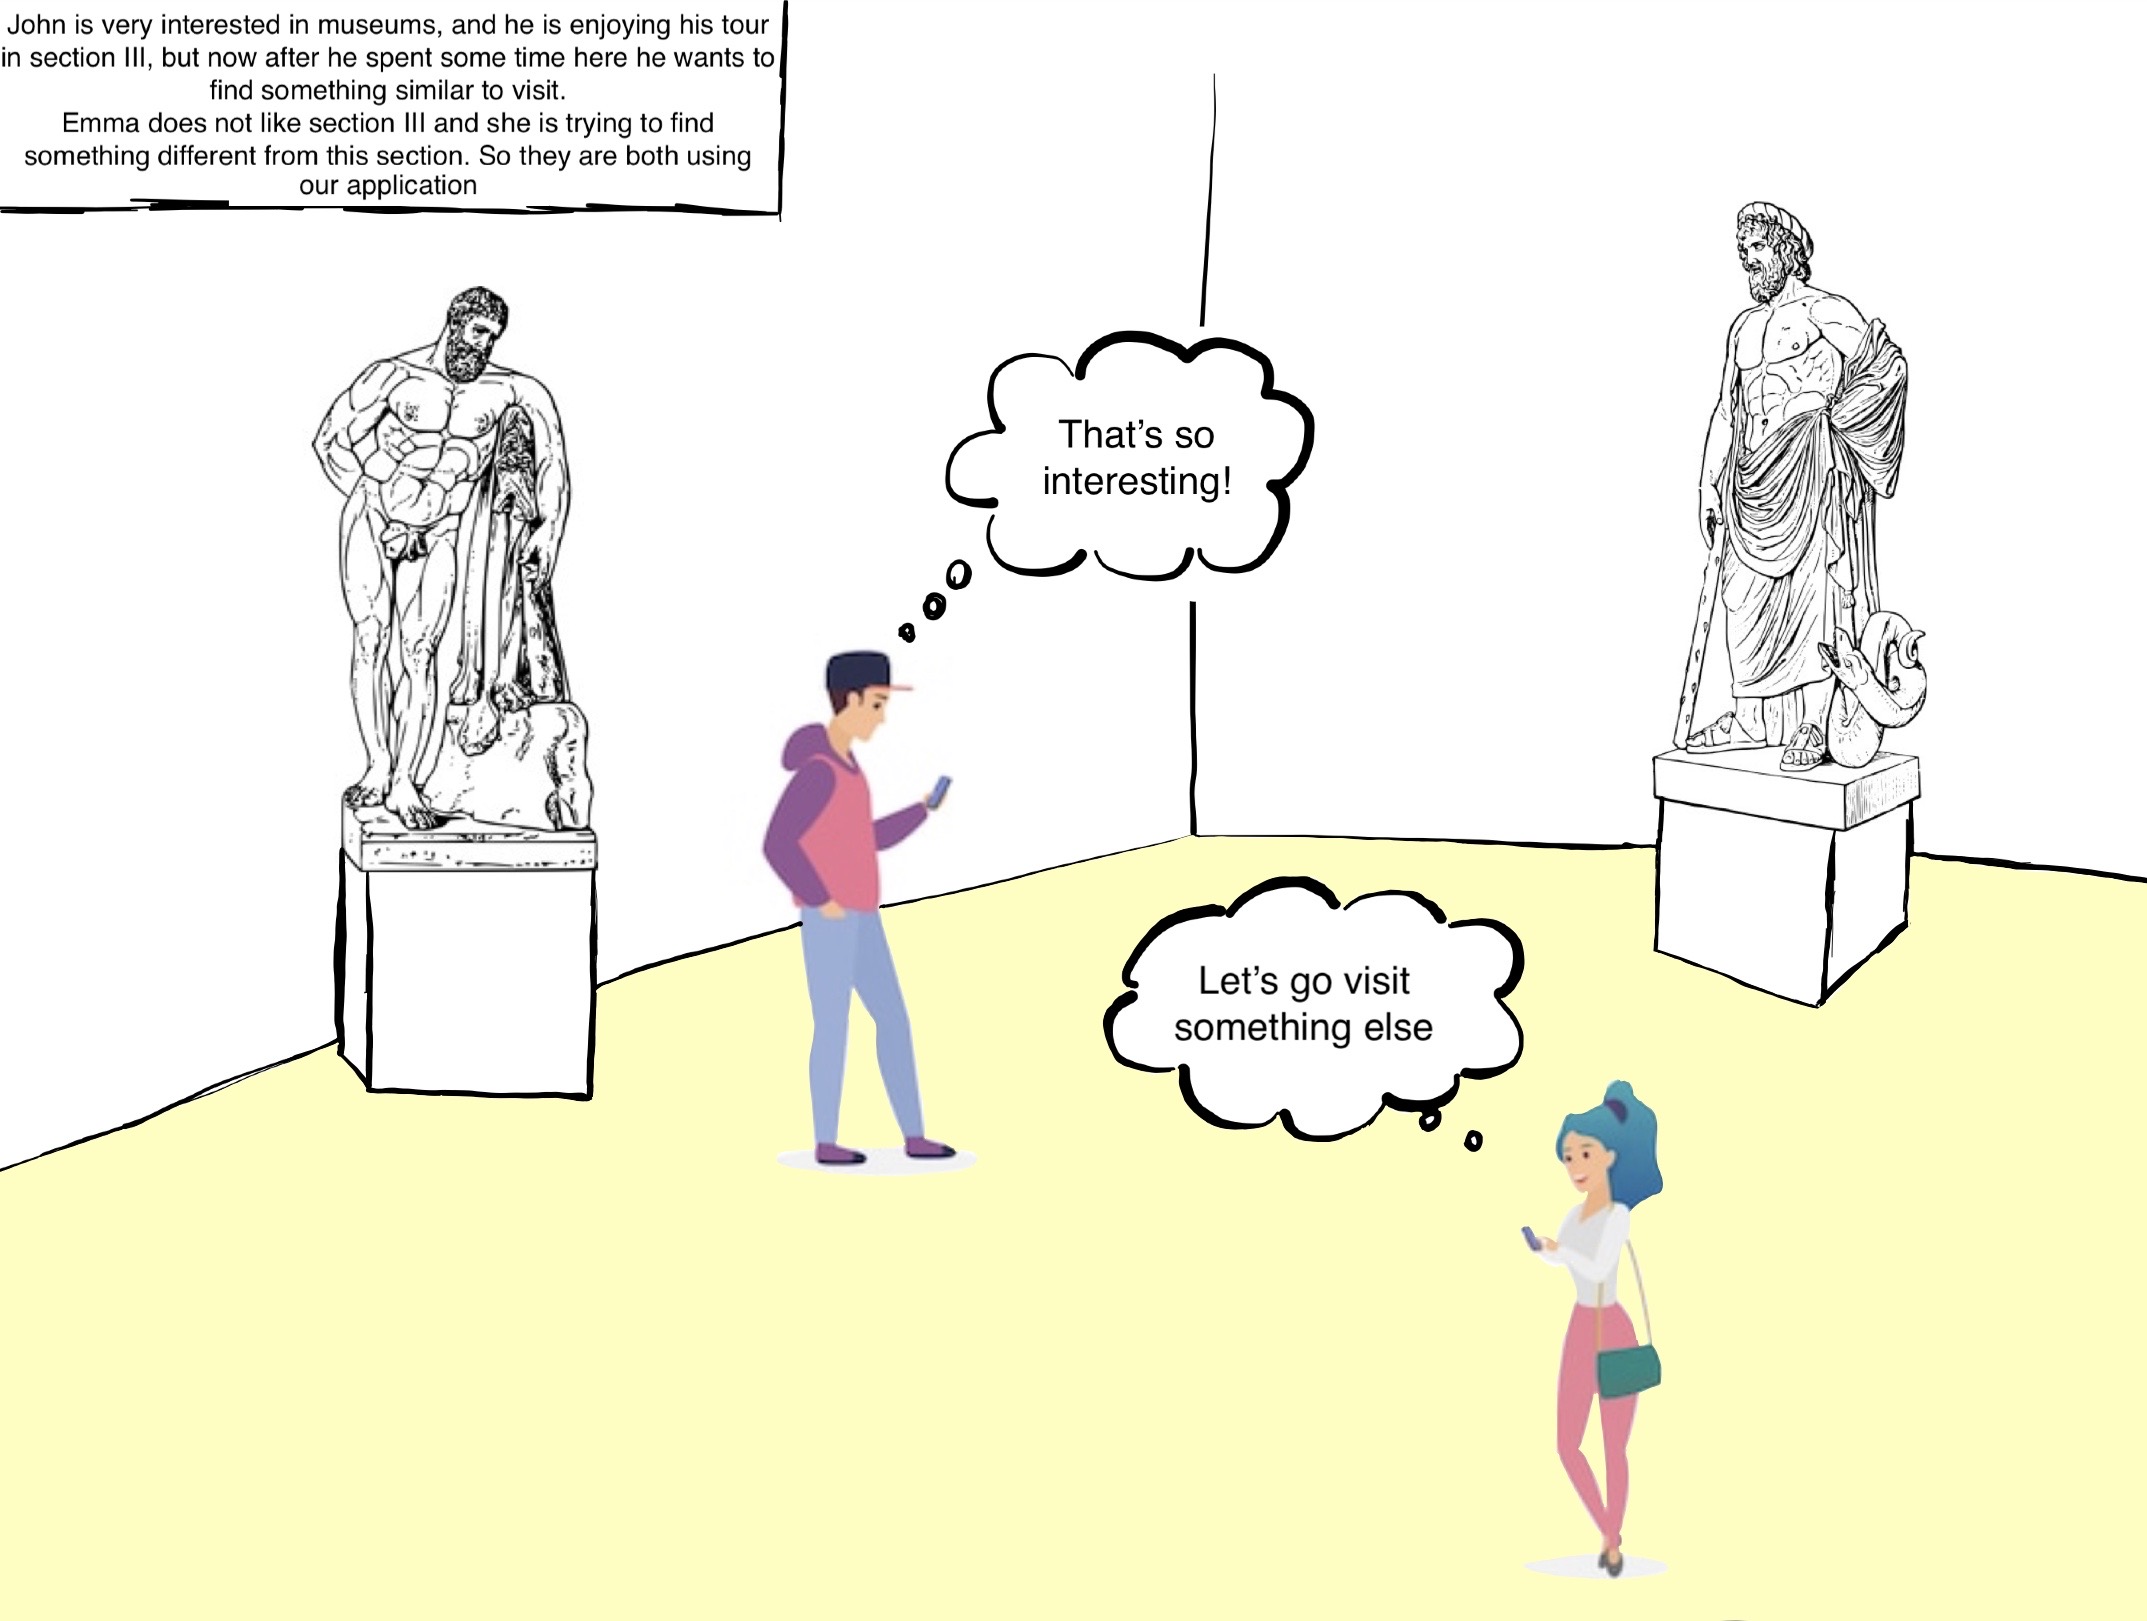 John is very interested in museums, and he is enjoying his tour
in section III, but now after he spent some time here he wants to
find something similar to visit.
Emma does not like section III and she is trying to find
something different from this section. So they are both using
our application
That's so
interesting!
Let's go visit
something else